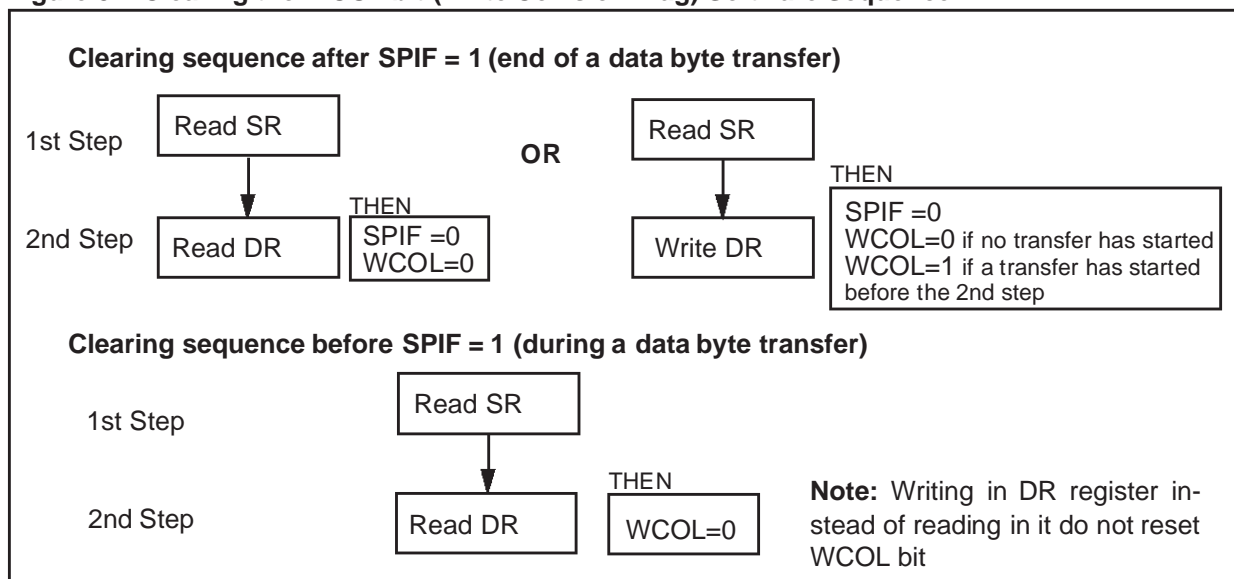 Clearing sequence after SPIF = 1 (end of a data byte transfer)
1st Step
Read SR
OR
Read SR
THEN
2nd Step
Read DR
THEN
SPIF =0
WCOL=0
Write DR
SPIF =0
WCOL=0 if no transfer has started
WCOL=1 if a transfer has started
before the 2nd step
Clearing sequence before SPIF = 1 (during a data byte transfer)
1st Step
Read SR
2nd Step
Read DR
THEN
WCOL=0
Note: Writing in DR register in-
stead of reading in it do not reset
WCOL bit